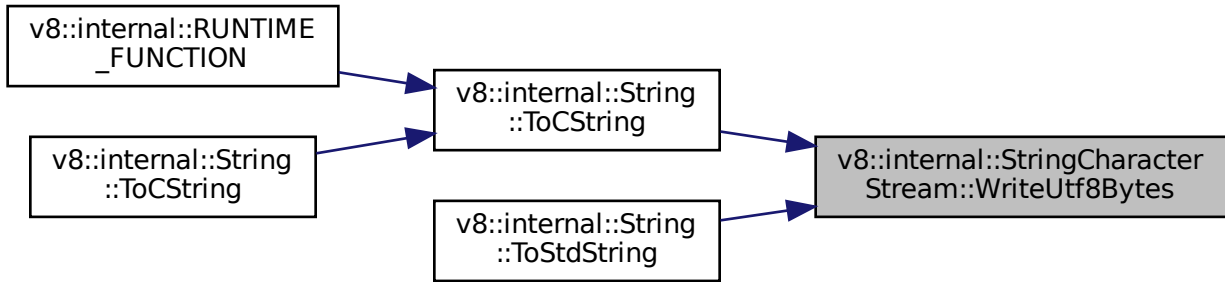 v8::internal::RUNTIME
_FUNCTION
v8::internal::String
::ToCString
v8::internal::String
::ToCString
v8::internal::String
::ToStdString
v8::internal::StringCharacter
Stream::WriteUtf8Bytes